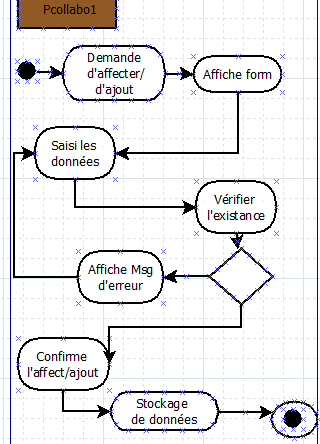 Pcollabo1
Demande
d'affecter/
d'ajout
Affiche form
Saisi les
données
Vérifier
l'existance
Affiche Msg
d'erreur
Confirme
l'affect/ajout
Stockage
de données